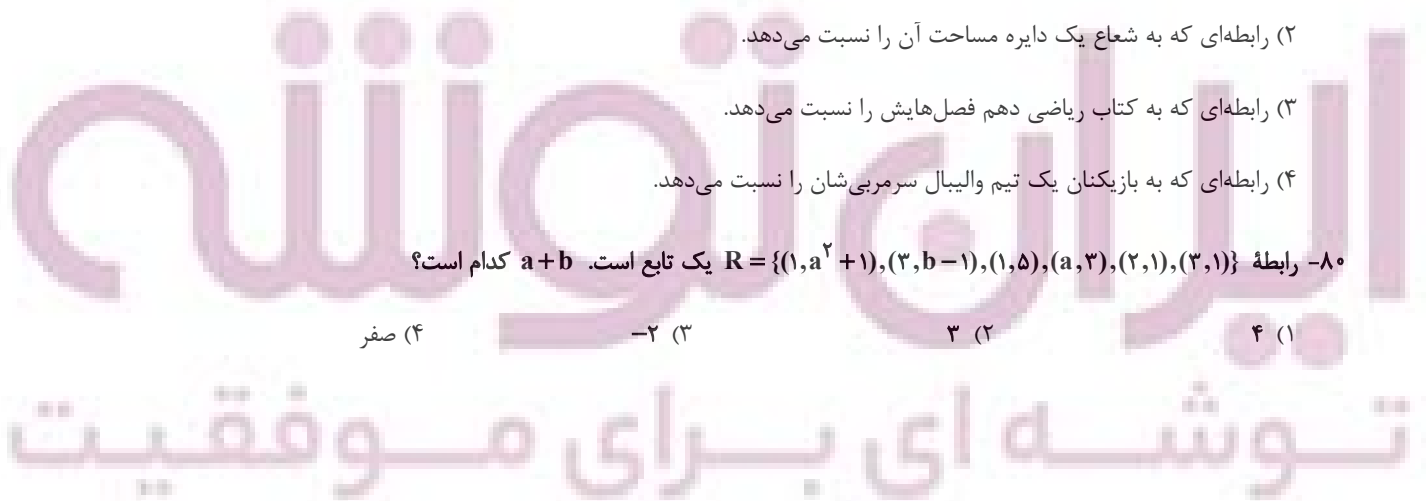 ۲) رابطه‌ای که به شعاع یک دایره مساحت آن را نسبت می‌دهد.
۳) رابطه‌ای که به کتاب ریاضی دهم فصل‌هایش را نسبت می‌دهد.
۴) رابطه‌ای که به بازیکنان یک تیم والیبال سرمربی‌شان را نسبت می‌دهد.
۸۰- رابطهٔ R = {(۱,a^۲ +۱),(۳,b−۱),(۱,۵),(a,۳),(۲,۱),(۳,۱)} یک تابع است. a+b کدام است؟
۱) ۴ ۲) ۳ ۳) −۲ ۴) صفر
ایران توشه
توشه ای برای موفقیت